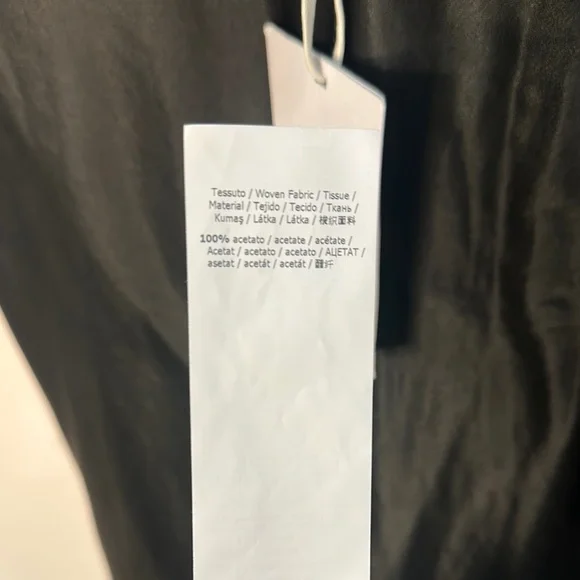 Tessuto / Woven Fabric / Tissue /
Material / Tejido / Tecido / Ткань /
Kumaş / Látka / Látka / 梭织面料
100% acetato / acetate / acétate /
Acetat / acetato / acetato / АЦЕТАТ /
asetat / acetát / acetát / 醋纤